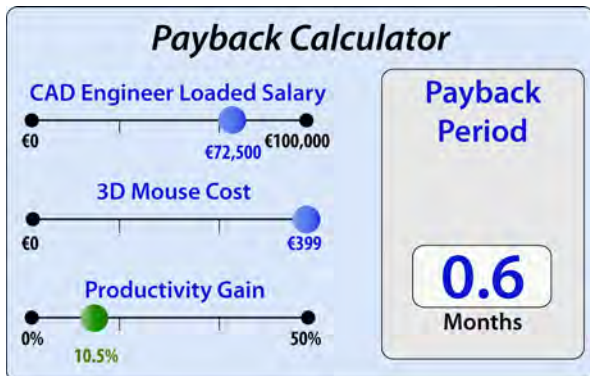 Payback Calculator
CAD Engineer Loaded Salary
€0
€72,500
€100,000
3D Mouse Cost
€0
€399
Productivity Gain
0%
10.5%
50%
Payback
Period
0.6
Months